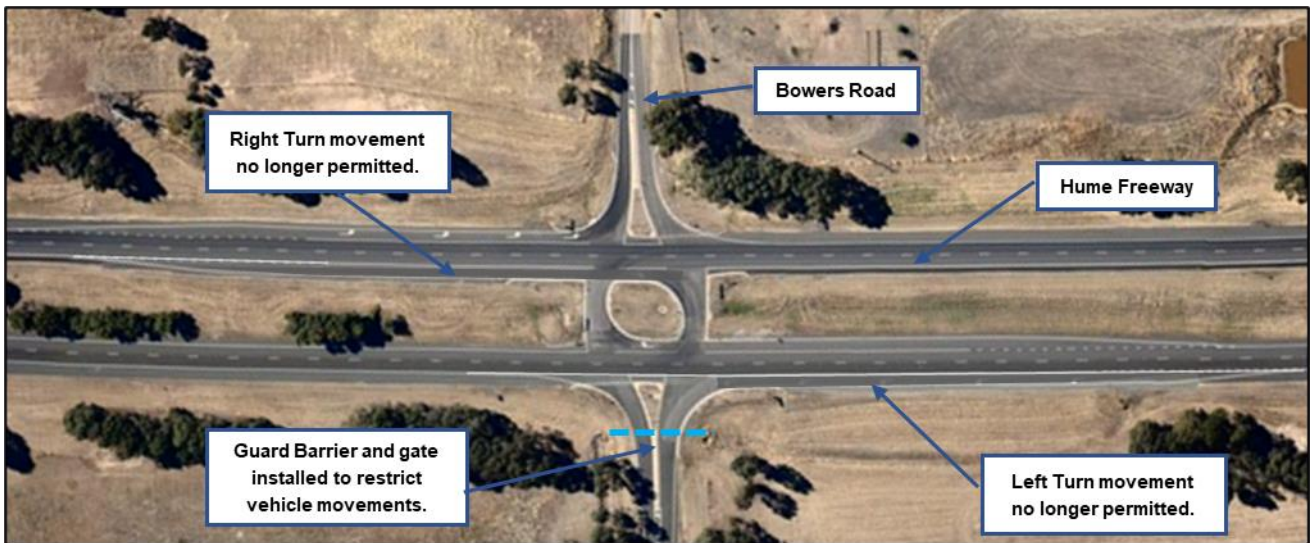 Bowers Road
Right Turn movement
no longer permitted.
Hume Freeway
Guard Barrier and gate
installed to restrict
vehicle movements.
Left Turn movement
no longer permitted.